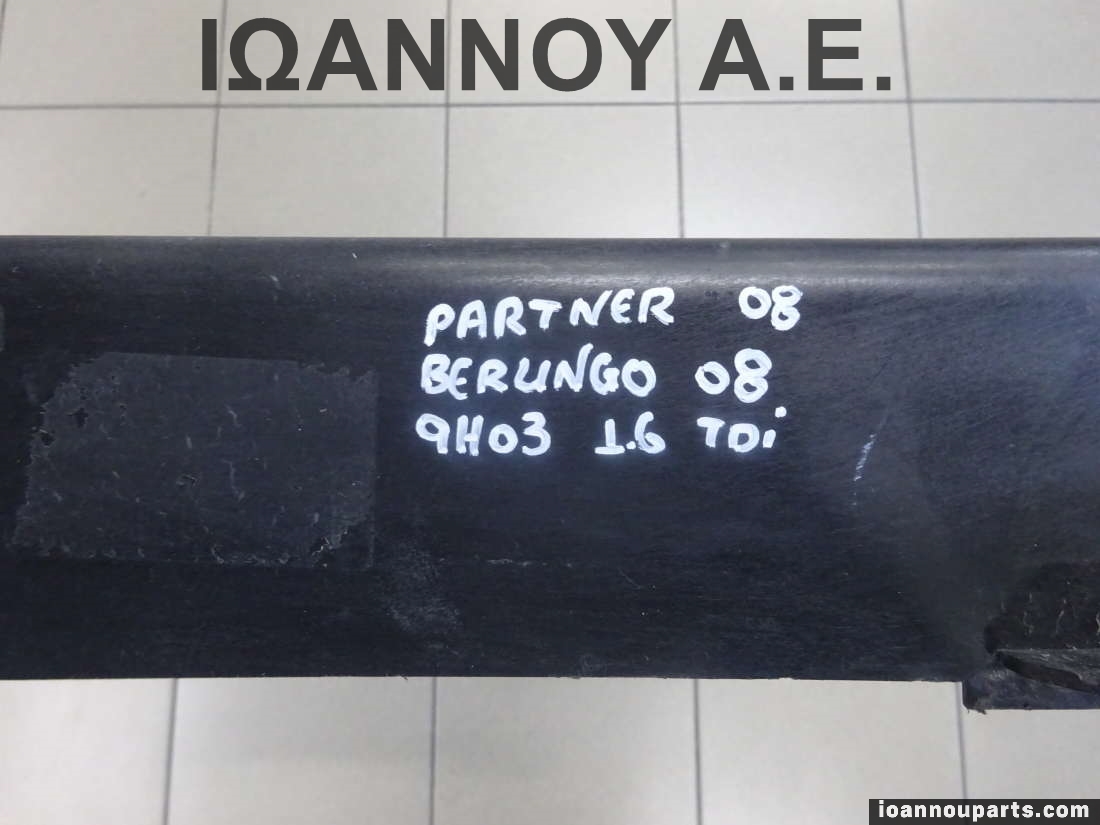 ΙΩΑΝΝΟΥ Α.Ε.
PARTNER 08
BERLINGO 08
9H03 1.6 TDi
ioannouparts.com